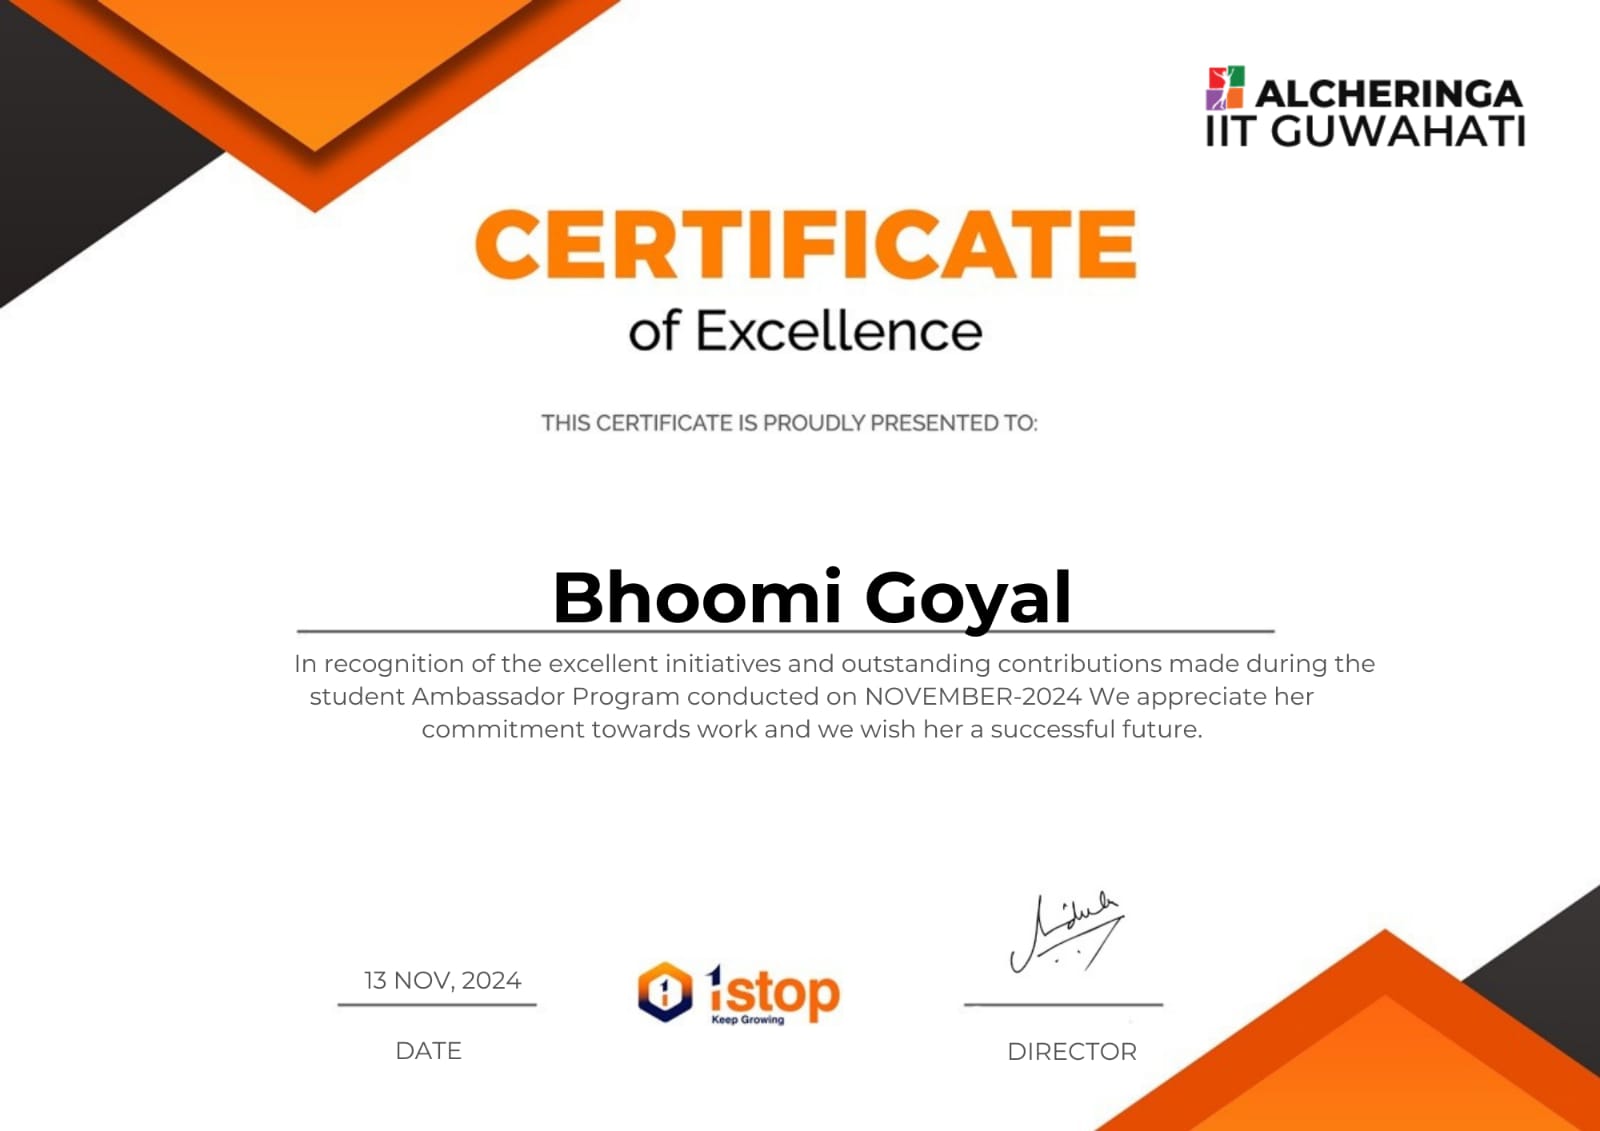 ALCHERINGA
IIT GUWAHATI
CERTIFICATE
of Excellence
THIS CERTIFICATE IS PROUDLY PRESENTED TO:
Bhoomi Goyal
In recognition of the excellent initiatives and outstanding contributions made during the
student Ambassador Program conducted on NOVEMBER-2024 We appreciate her
commitment towards work and we wish her a successful future.
13 NOV, 2024
1stop
Keep Growing
DATE
DIRECTOR